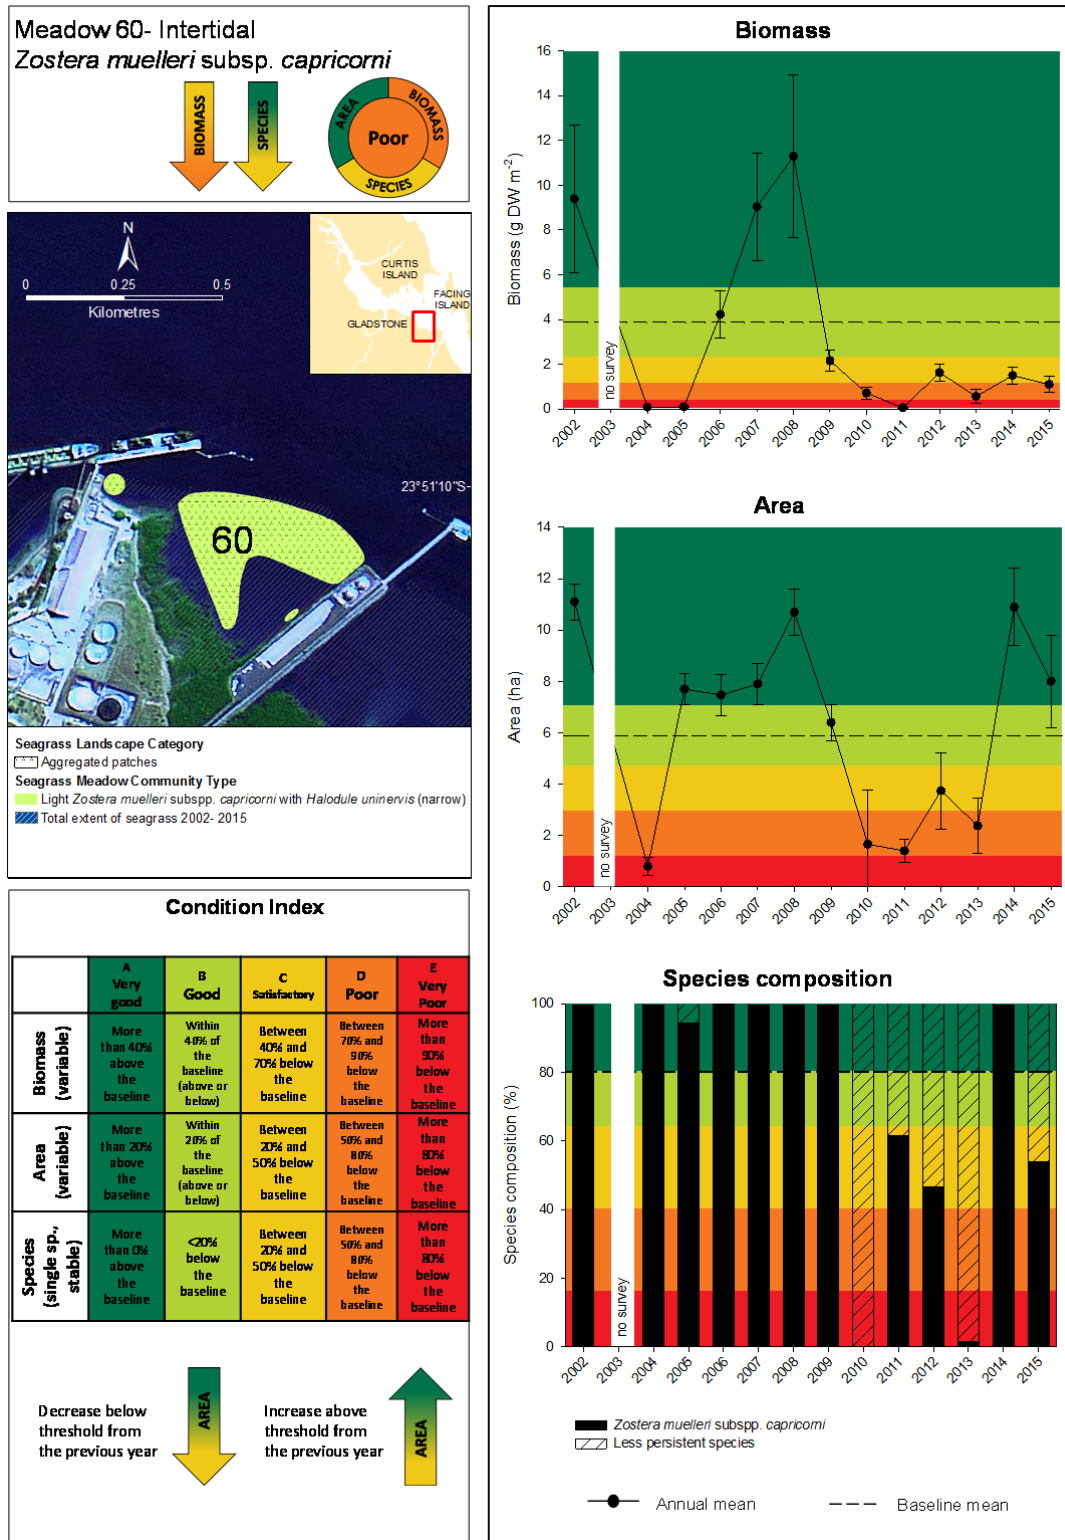 Meadow 60- Intertidal
Zostera muelleri subsp. capricorni
BIOMASS
SPECIES
AREA
BIOMASS
SPECIES
Poor
N
0
0.25
0.5
Kilometres
CURTIS
ISLAND
FACING
ISLAND
GLADSTONE
23°51'10"S
60
Seagrass Landscape Category
Aggregated patches
Seagrass Meadow Community Type
Light Zostera muelleri subspp. capricorni with Halodule uninervis (narrow)
Total extent of seagrass 2002- 2015
Condition Index
A
Very
good
B
Good
C
Satisfactory
D
Poor
E
Very
Poor
Biomass
(variable)
More
than 40%
above
the
baseline
Within
40% of
the
baseline
(above or
below)
Between
40% and
70% below
the
baseline
Between
70% and
90%
below
the
baseline
More
than
90%
below
the
baseline
Area
(variable)
More
than 20%
above
the
baseline
Within
20% of
the
baseline
(above or
below)
Between
20% and
50% below
the
baseline
Between
50% and
80%
below
the
baseline
More
than
80%
below
the
baseline
Species
(single sp.,
stable)
More
than 0%
above
the
baseline
<20%
below
the
baseline
Between
20% and
50% below
the
baseline
Between
50% and
80%
below
the
baseline
More
than
80%
below
the
baseline
Decrease below
threshold from
the previous year
AREA
Increase above
threshold from
the previous year
AREA
Biomass
Biomass (g DW m-2)
16
14
12
10
8
6
4
2
0
no survey
2002
2003
2004
2005
2006
2007
2008
2009
2010
2011
2012
2013
2014
2015
Area
Area (ha)
14
12
10
8
6
4
2
0
no survey
2002
2003
2004
2005
2006
2007
2008
2009
2010
2011
2012
2013
2014
2015
Species composition
Species composition (%)
100
80
60
40
20
0
no survey
2002
2003
2004
2005
2006
2007
2008
2009
2010
2011
2012
2013
2014
2015
Zostera muelleri subspp. capricorni
Less persistent species
Annual mean
Baseline mean